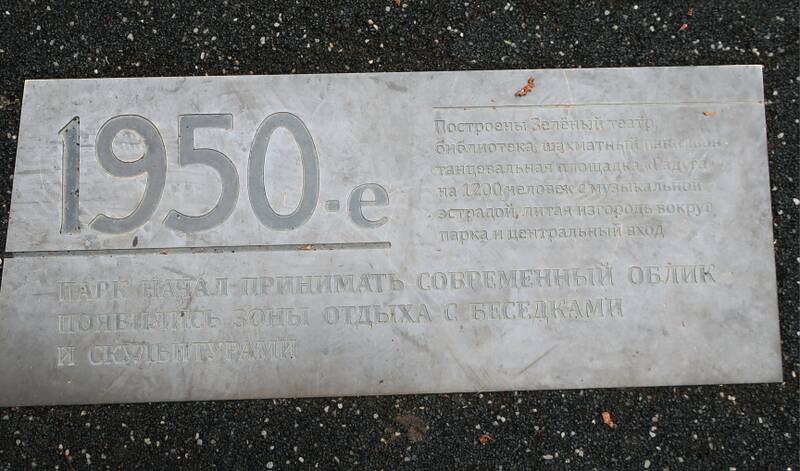 1950-е
Построены Зелёный театр,
библиотека, шахматный павильон,
танцевальная площадка «Радуга»
на 1200 человек с музыкальной
эстрадой, литая изгородь вокруг
парка и центральный вход
ПАРК НАЧАЛ ПРИНИМАТЬ СОВРЕМЕННЫЙ ОБЛИК
ПОЯВИЛИСЬ ЗОНЫ ОТДЫХА С БЕСЕДКАМИ
И СКУЛЬПТУРАМИ